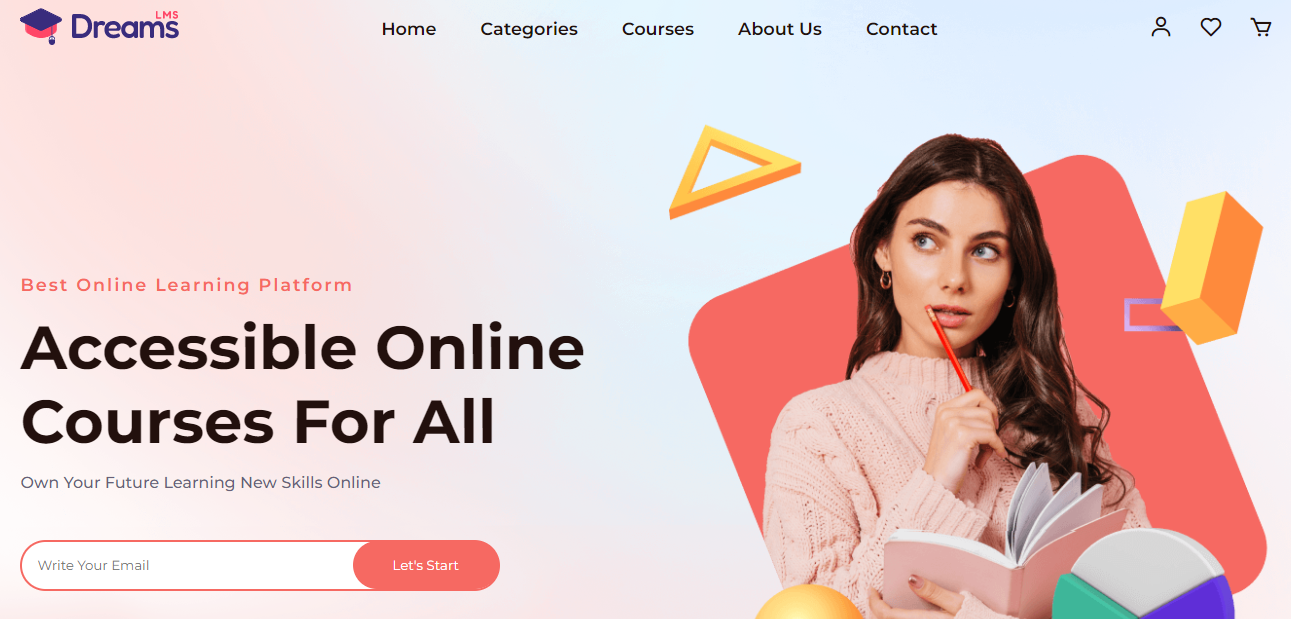 LMS
Dreams
Home
Categories
Courses
About Us
Contact
Best Online Learning Platform
Accessible Online
Courses For All
Own Your Future Learning New Skills Online
Write Your Email
Let's Start